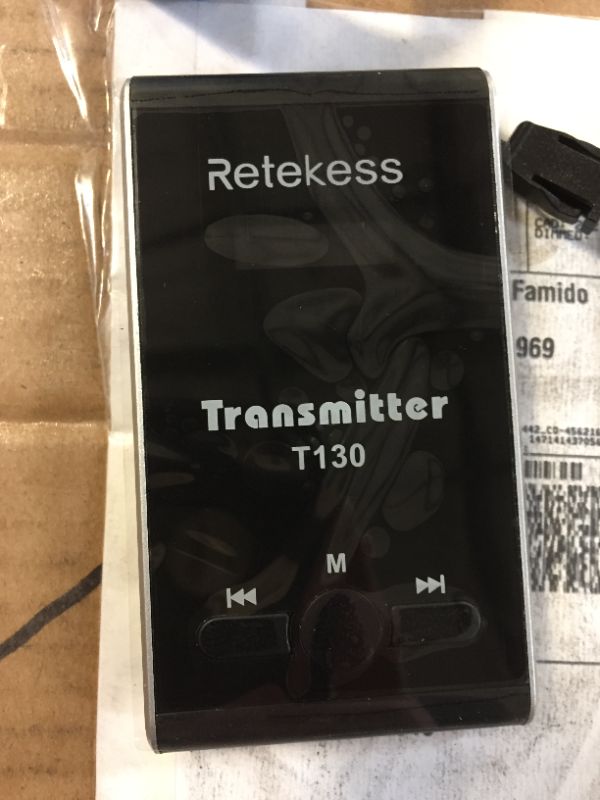 Retekess
Transmitter
T130
M
Famido
969